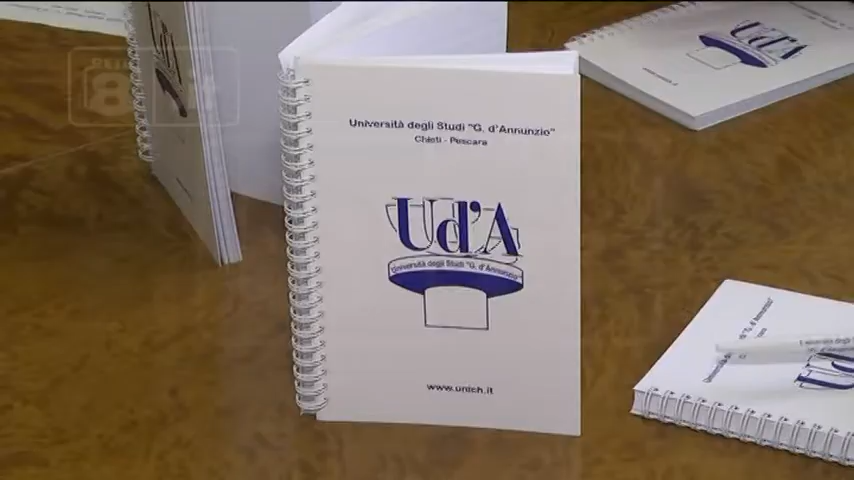 Università degli Studi "G. d'Annunzio"
Chieti - Pescara
Ud'A
Università degli Studi "G. d'Annunzio"
www.unich.it